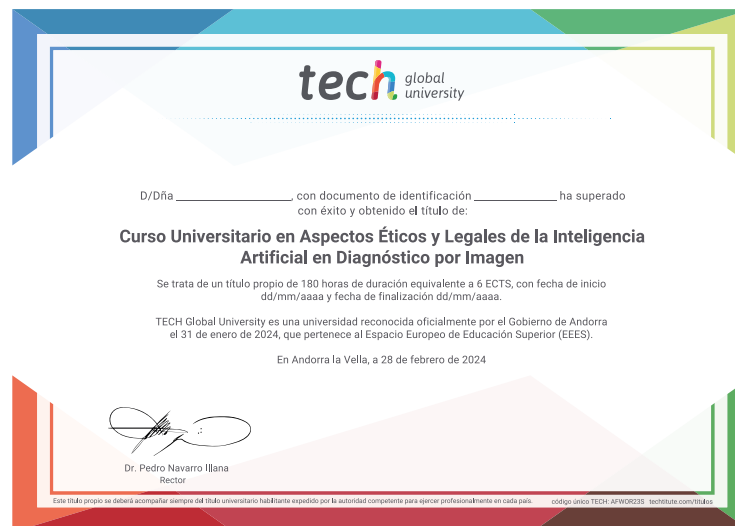 tech global university
D/Dña ____________________, con documento de identificación ______________ ha superado
con éxito y obtenido el título de:
Curso Universitario en Aspectos Éticos y Legales de la Inteligencia
Artificial en Diagnóstico por Imagen
Se trata de un título propio de 180 horas de duración equivalente a 6 ECTS, con fecha de inicio
dd/mm/aaaa y fecha de finalización dd/mm/aaaa.
TECH Global University es una universidad reconocida oficialmente por el Gobierno de Andorra
el 31 de enero de 2024, que pertenece al Espacio Europeo de Educación Superior (EEES).
En Andorra la Vella, a 28 de febrero de 2024
Dr. Pedro Navarro Illana
Rector
Este título propio se deberá acompañar siempre del título universitario habilitante expedido por la autoridad competente para ejercer profesionalmente en cada país. código único TECH: AFWOR235 techtitute.com/titulos